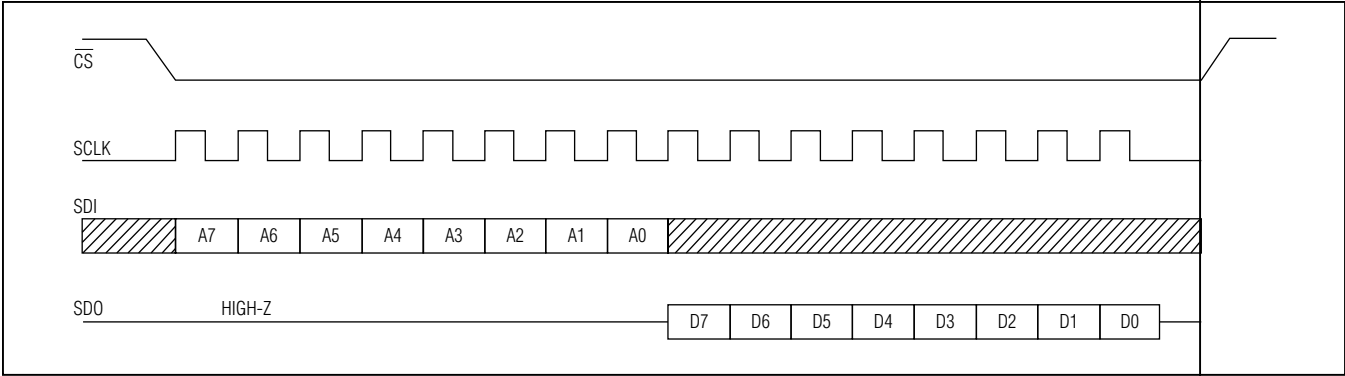 C̅S̅
SCLK
SDI
A7 A6 A5 A4 A3 A2 A1 A0
SDO HIGH-Z
D7 D6 D5 D4 D3 D2 D1 D0